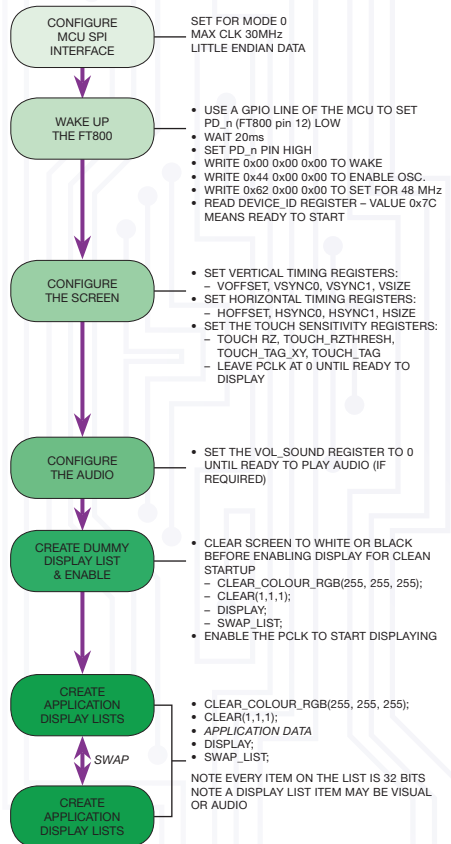 CONFIGURE
MCU SPI
INTERFACE
SET FOR MODE 0
MAX CLK 30MHz
LITTLE ENDIAN DATA
WAKE UP
THE FT800
• USE A GPIO LINE OF THE MCU TO SET
PD_n (FT800 pin 12) LOW
• WAIT 20ms
• SET PD_n PIN HIGH
• WRITE 0x00 0x00 0x00 TO WAKE
• WRITE 0x44 0x00 0x00 TO ENABLE OSC.
• WRITE 0x62 0x00 0x00 TO SET FOR 48 MHz
• READ DEVICE_ID REGISTER – VALUE 0x7C
MEANS READY TO START
CONFIGURE
THE SCREEN
• SET VERTICAL TIMING REGISTERS:
– VOFFSET, VSYNC0, VSYNC1, VSIZE
• SET HORIZONTAL TIMING REGISTERS:
– HOFFSET, HSYNC0, HSYNC1, HSIZE
• SET THE TOUCH SENSITIVITY REGISTERS:
– TOUCH RZ, TOUCH_RZTHRESH,
TOUCH_TAG_XY, TOUCH_TAG
– LEAVE PCLK AT 0 UNTIL READY TO
DISPLAY
CONFIGURE
THE AUDIO
• SET THE VOL_SOUND REGISTER TO 0
UNTIL READY TO PLAY AUDIO (IF
REQUIRED)
CREATE DUMMY
DISPLAY LIST
& ENABLE
• CLEAR SCREEN TO WHITE OR BLACK
BEFORE ENABLING DISPLAY FOR CLEAN
STARTUP
– CLEAR_COLOUR_RGB(255, 255, 255);
– CLEAR(1,1,1);
– DISPLAY;
– SWAP_LIST;
• ENABLE THE PCLK TO START DISPLAYING
CREATE
APPLICATION
DISPLAY LISTS
SWAP
CREATE
APPLICATION
DISPLAY LISTS
• CLEAR_COLOUR_RGB(255, 255, 255);
• CLEAR(1,1,1);
• APPLICATION DATA
• DISPLAY;
• SWAP_LIST;
NOTE EVERY ITEM ON THE LIST IS 32 BITS
NOTE A DISPLAY LIST ITEM MAY BE VISUAL
OR AUDIO